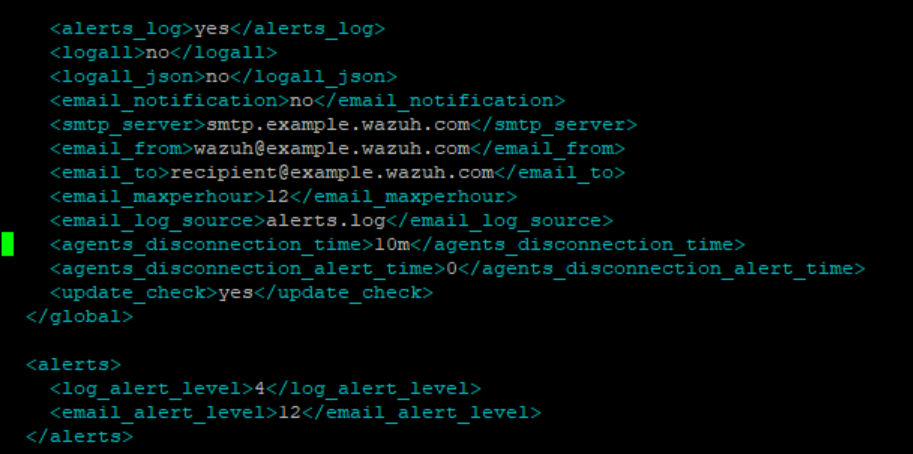 <alerts_log>yes</alerts_log>
<logall>no</logall>
<logall_json>no</logall_json>
<email_notification>no</email_notification>
<smtp_server>smtp.example.wazuh.com</smtp_server>
<email_from>wazuh@example.wazuh.com</email_from>
<email_to>recipient@example.wazuh.com</email_to>
<email_maxperhour>12</email_maxperhour>
<email_log_source>alerts.log</email_log_source>
<agents_disconnection_time>10m</agents_disconnection_time>
<agents_disconnection_alert_time>0</agents_disconnection_alert_time>
<update_check>yes</update_check>
</global>
<alerts>
<log_alert_level>4</log_alert_level>
<email_alert_level>12</email_alert_level>
</alerts>